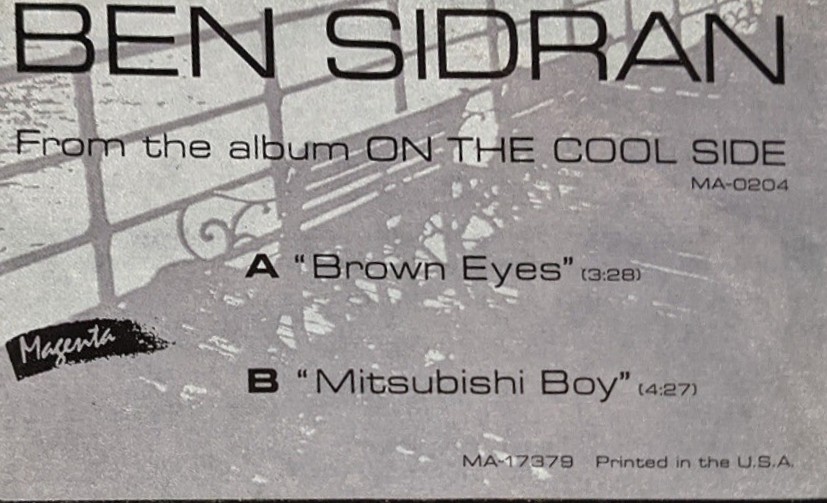 BEN SIDRAN
From the album ON THE COOL SIDE
MA-0204
A "Brown Eyes" (3:28)
Magenta
B "Mitsubishi Boy" (4:27)
MA-17379 Printed in the U.S.A.